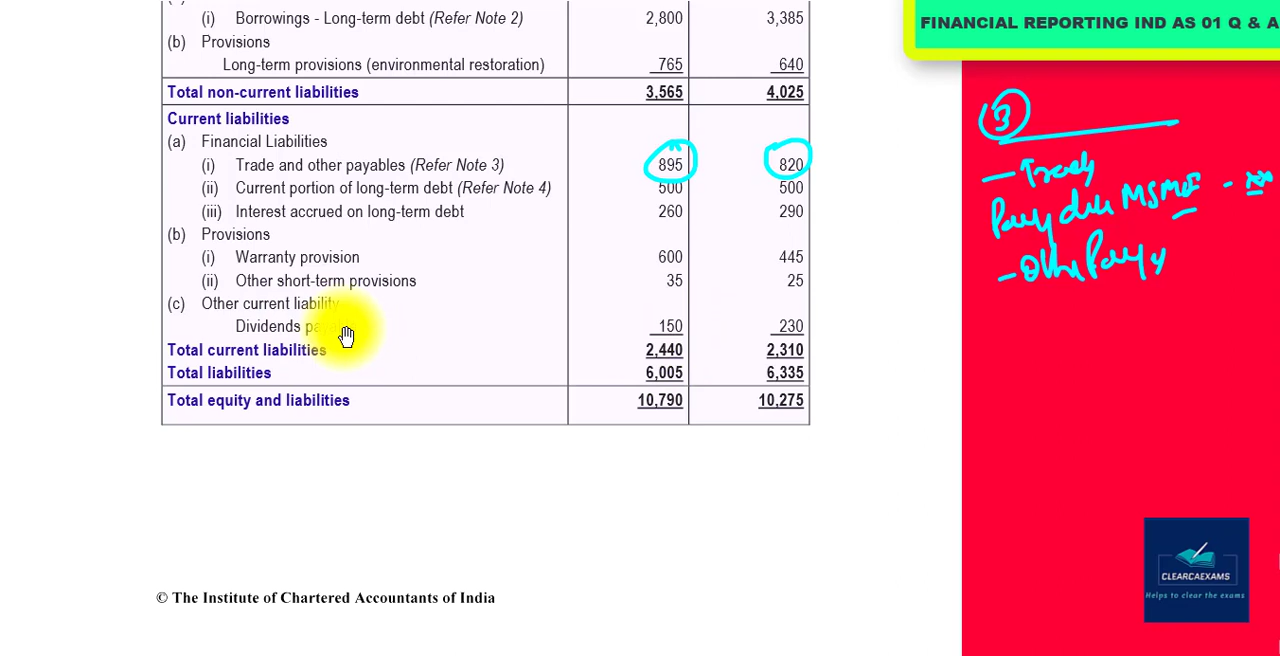 FINANCIAL REPORTING IND AS 01 Q & A
(i) Borrowings - Long-term debt (Refer Note 2) 2,800 3,385
(b) Provisions
Long-term provisions (environmental restoration) 765 640
Total non-current liabilities 3,565 4,025
Current liabilities
(a) Financial Liabilities
(i) Trade and other payables (Refer Note 3) 895 820
(ii) Current portion of long-term debt (Refer Note 4) 500 500
(iii) Interest accrued on long-term debt 260 290
(b) Provisions
(i) Warranty provision 600 445
(ii) Other short-term provisions 35 25
(c) Other current liability
Dividends 150 230
Total current liabilities 2,440 2,310
Total liabilities 6,005 6,335
Total equity and liabilities 10,790 10,275
© The Institute of Chartered Accountants of India
3
- Trade
Pay due MSME -
- Other Pay
CLEARCAEXAMS
Helps to clear the exams